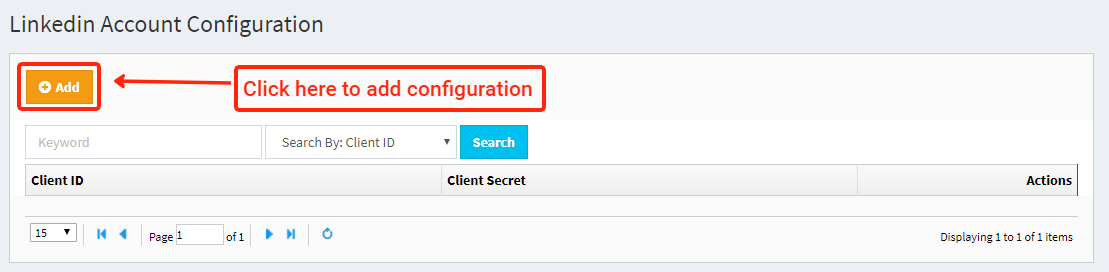 Linkedin Account Configuration
Add
Click here to add configuration
Keyword Search By: Client ID Search
Client ID Client Secret Actions
15 Page 1 of 1 Displaying 1 to 1 of 1 items